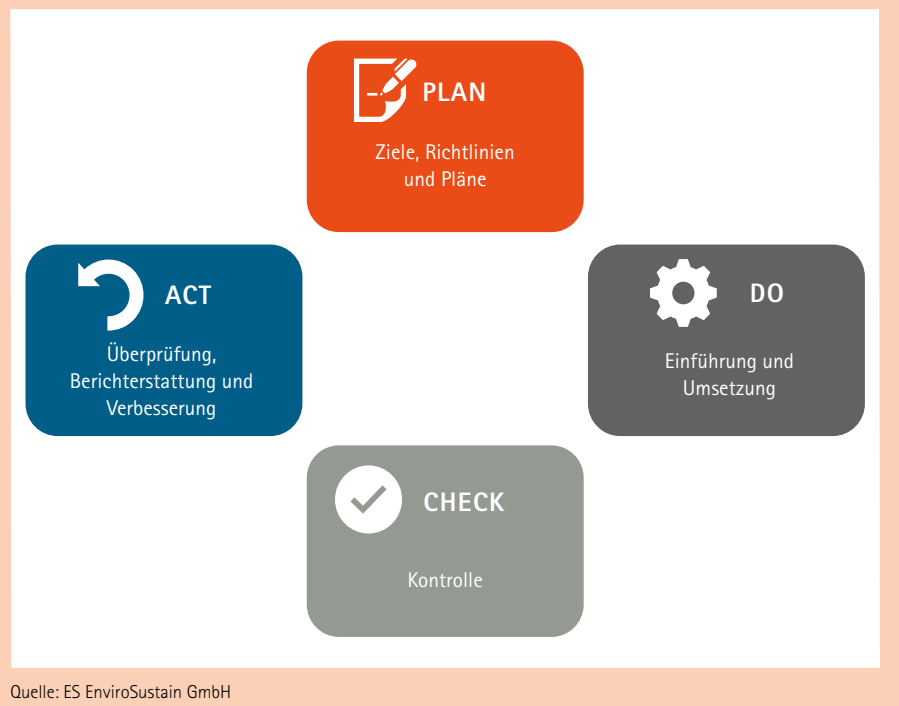 PLAN
Ziele, Richtlinien
und Pläne
ACT
Überprüfung,
Berichterstattung und
Verbesserung
DO
Einführung und
Umsetzung
CHECK
Kontrolle
Quelle: ES EnviroSustain GmbH